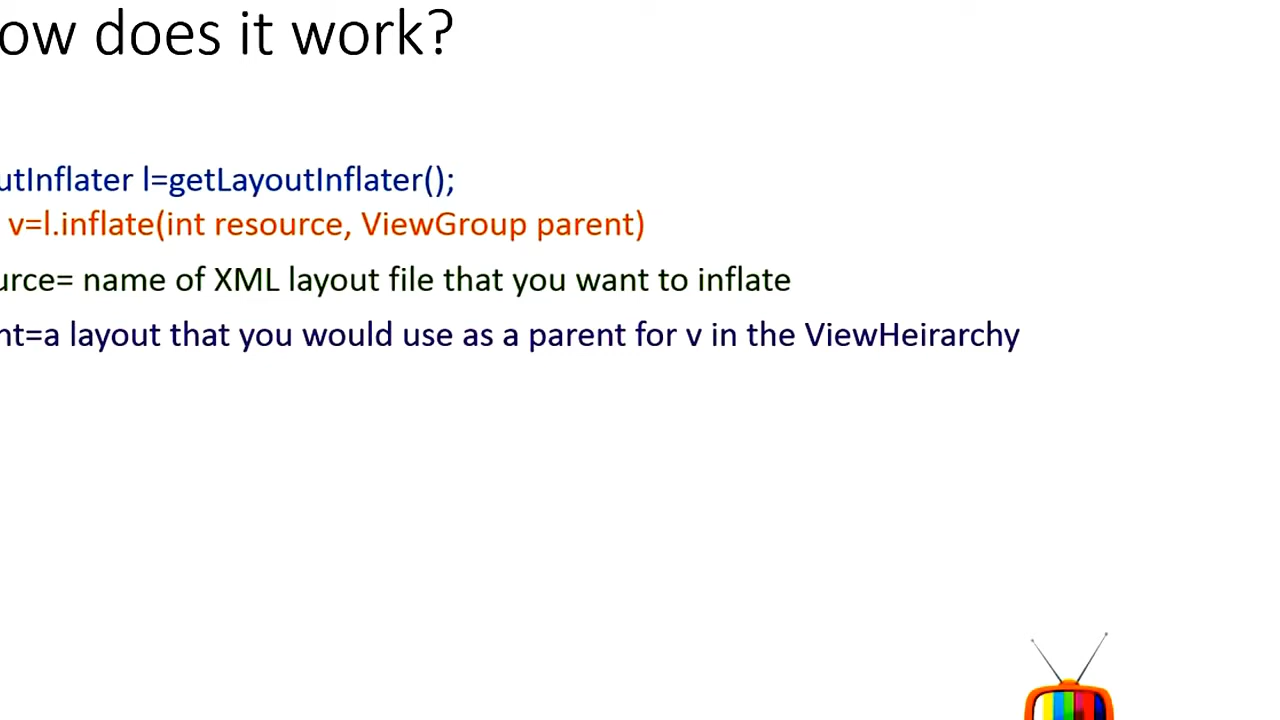 ow does it work?
utInflater l=getLayoutInflater();
v=l.inflate(int resource, ViewGroup parent)
urce= name of XML layout file that you want to inflate
nt=a layout that you would use as a parent for v in the ViewHeirarchy